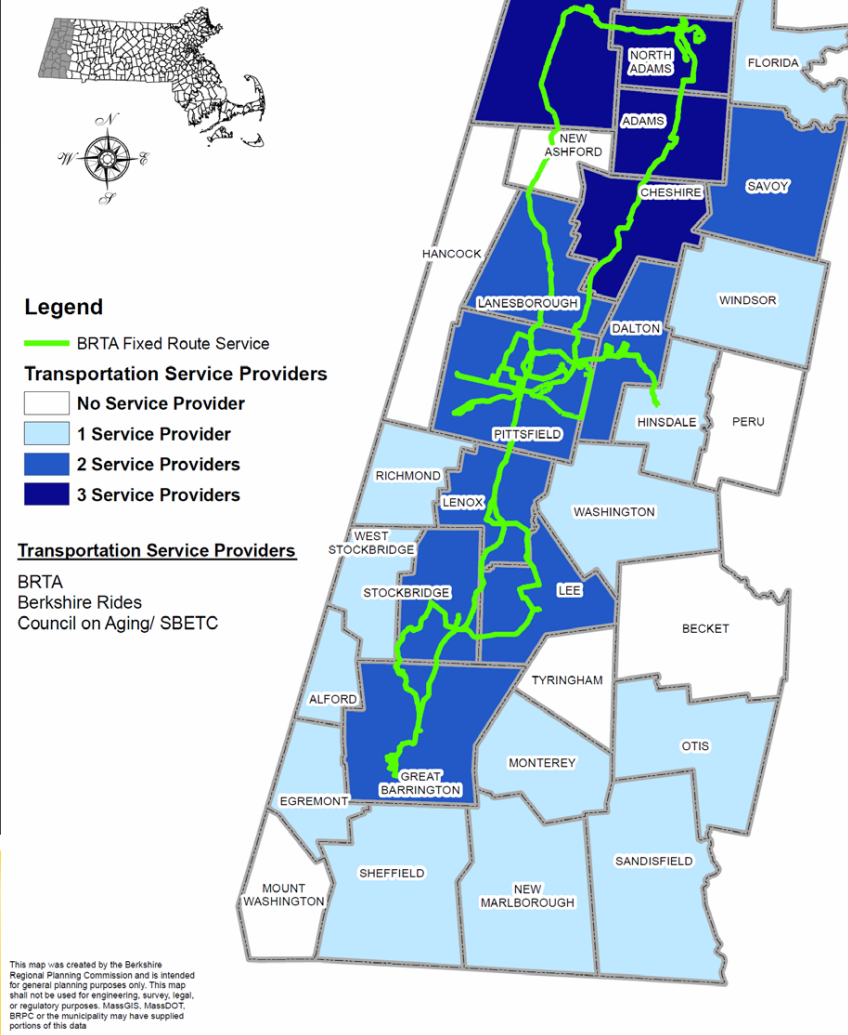 N
W
E
S
Legend
BRTA Fixed Route Service
Transportation Service Providers
No Service Provider
1 Service Provider
2 Service Providers
3 Service Providers
Transportation Service Providers
BRTA
Berkshire Rides
Council on Aging/ SBETC
NORTH
ADAMS
FLORIDA
ADAMS
NEW
ASHFORD
CHESHIRE
SAVOY
HANCOCK
LANESBOROUGH
WINDSOR
DALTON
HINSDALE
PERU
PITTSFIELD
RICHMOND
LENOX
WASHINGTON
WEST
STOCKBRIDGE
STOCKBRIDGE
LEE
BECKET
TYRINGHAM
ALFORD
OTIS
MONTEREY
GREAT
BARRINGTON
EGREMONT
SHEFFIELD
SANDISFIELD
MOUNT
WASHINGTON
NEW
MARLBOROUGH
This map was created by the Berkshire
Regional Planning Commission and is intended
for general planning purposes only. This map
shall not be used for engineering, survey, legal,
or regulatory purposes. MassGIS, MassDOT,
BRPC or the municipality may have supplied
portions of this data